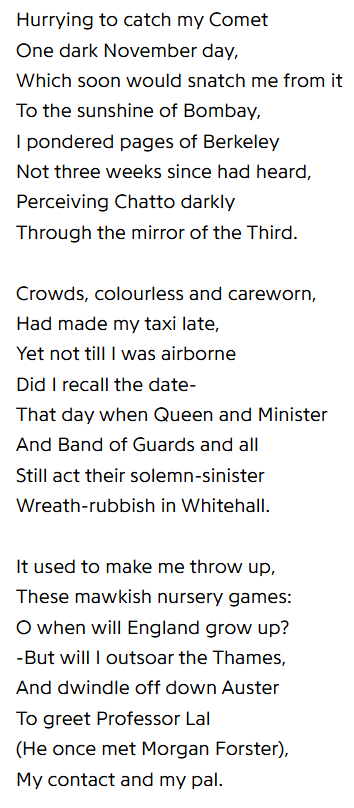 Hurrying to catch my Comet
One dark November day,
Which soon would snatch me from it
To the sunshine of Bombay,
I pondered pages of Berkeley
Not three weeks since had heard,
Perceiving Chatto darkly
Through the mirror of the Third.

Crowds, colourless and careworn,
Had made my taxi late,
Yet not till I was airborne
Did I recall the date-
That day when Queen and Minister
And Band of Guards and all
Still act their solemn-sinister
Wreath-rubbish in Whitehall.

It used to make me throw up,
These mawkish nursery games:
O when will England grow up?
-But will I outsoar the Thames,
And dwindle off down Auster
To greet Professor Lal
(He once met Morgan Forster),
My contact and my pal.